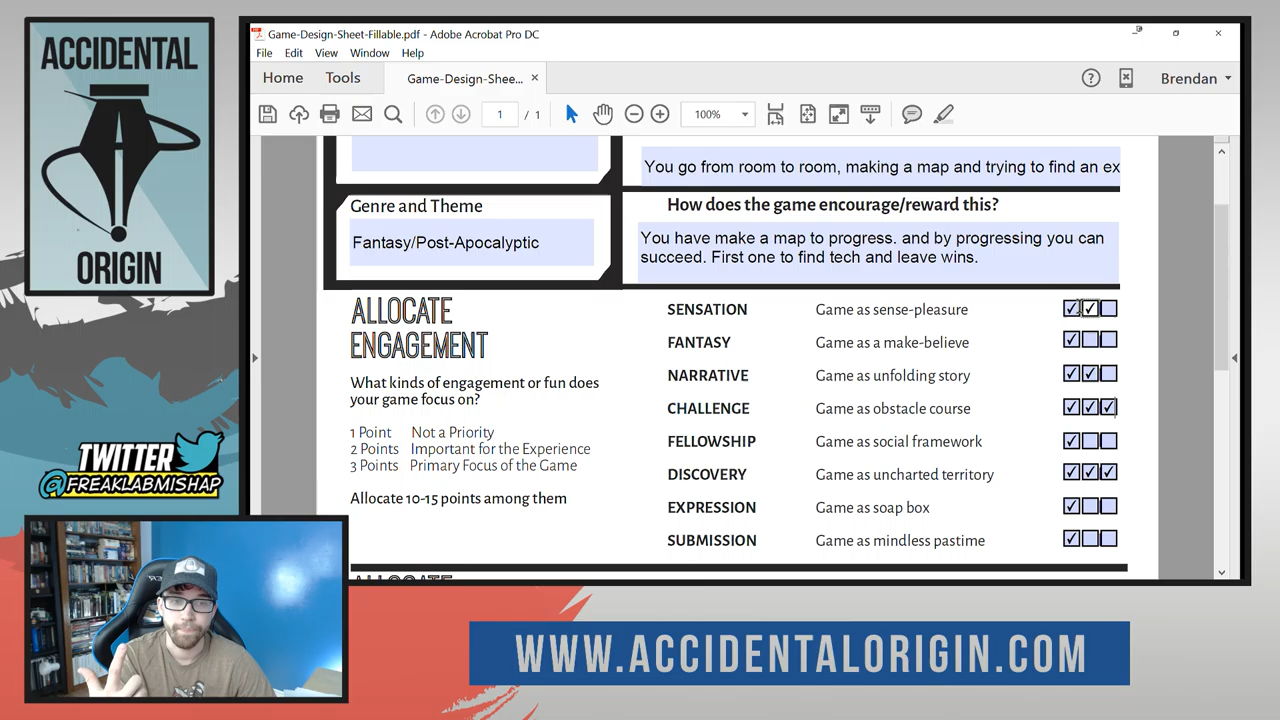 ACCIDENTAL
ORIGIN
Game-Design-Sheet-Fillable.pdf - Adobe Acrobat Pro DC
File Edit View Window Help
Home Tools Game-Design-Shee... × Brendan
1 / 1 100%
You go from room to room, making a map and trying to find an ex
Genre and Theme
How does the game encourage/reward this?
Fantasy/Post-Apocalyptic
You have make a map to progress. and by progressing you can
succeed. First one to find tech and leave wins.
ALLOCATE
ENGAGEMENT
What kinds of engagement or fun does
your game focus on?
1 Point Not a Priority
2 Points Important for the Experience
3 Points Primary Focus of the Game
Allocate 10-15 points among them
SENSATION Game as sense-pleasure
FANTASY Game as a make-believe
NARRATIVE Game as unfolding story
CHALLENGE Game as obstacle course
FELLOWSHIP Game as social framework
DISCOVERY Game as uncharted territory
EXPRESSION Game as soap box
SUBMISSION Game as mindless pastime
ALLOCATE
TWITTER
@FREAKLABMISHAP
WWW.ACCIDENTALORIGIN.COM